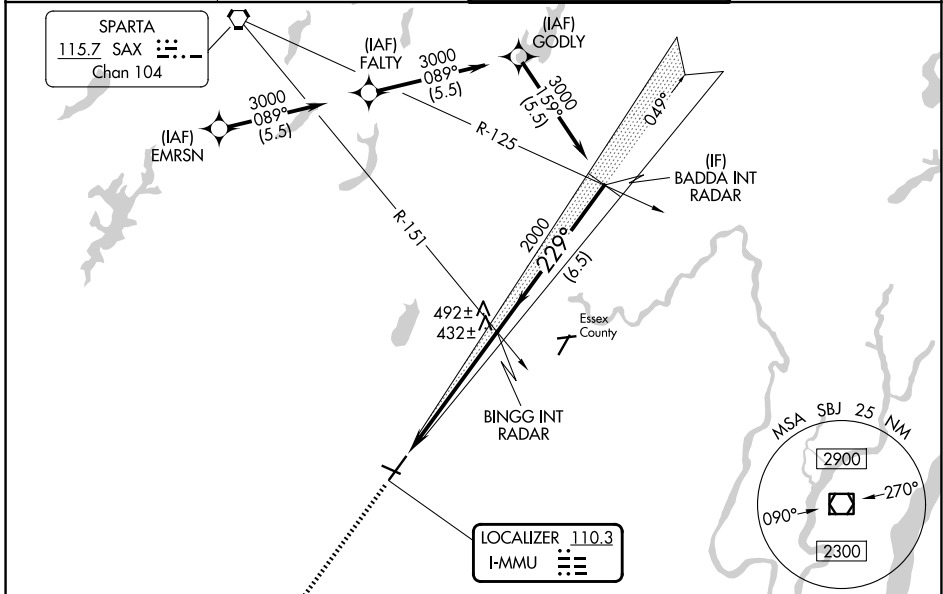 SPARTA
115.7 SAX
Chan 104
(IAF)
FALTY
3000
089°
(5.5)
(IAF)
GODLY
3000
159°
(5.5)
3000
089°
(5.5)
(IAF)
EMRSN
R-125
049°
(IF)
BADDA INT
RADAR
R-151
2000
229°
(6.5)
492±
432±
Essex
County
BINGG INT
RADAR
MSA SBJ 25 NM
2900
090°
270°
2300
LOCALIZER 110.3
I-MMU